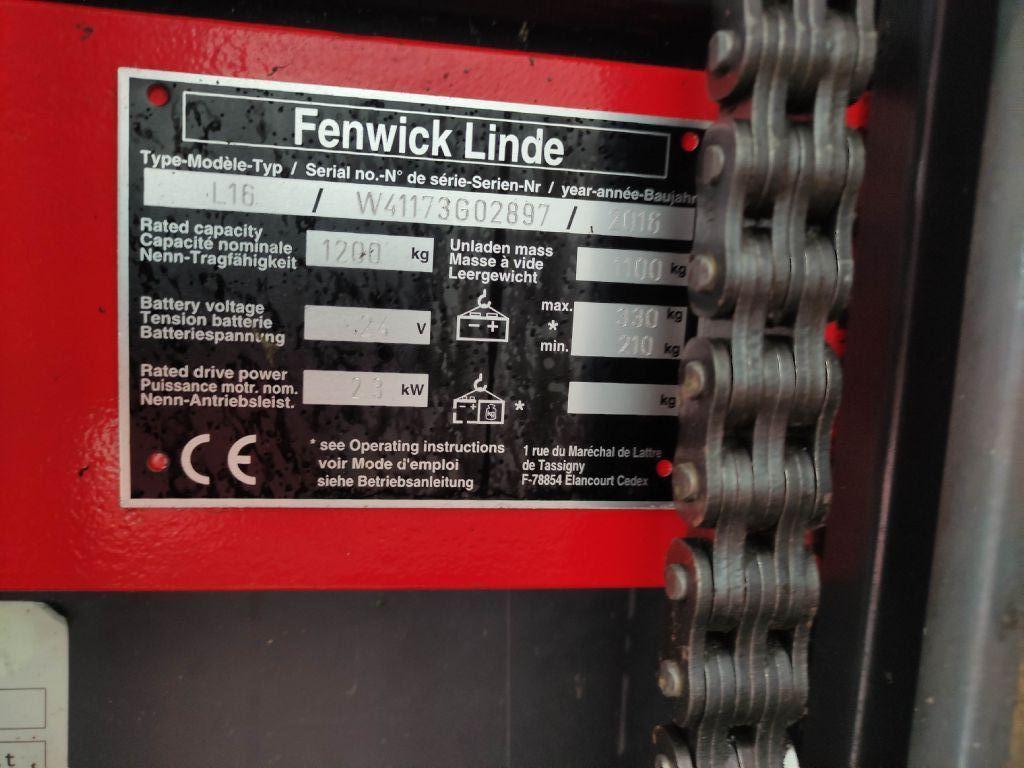 Fenwick Linde
Type-Modèle-Typ / Serial no.-N° de série-Serien-Nr / year-année-Baujahr
L16 / W41173G02897 / 2016
Rated capacity
Capacité nominale
Nenn-Tragfähigkeit
1200 kg
Unladen mass
Masse à vide
Leergewicht
1100 kg
Battery voltage
Tension batterie
Batteriespannung
24 V
- +
max. 330 kg
*
min. 210 kg
Rated drive power
Puissance motr. nom.
Nenn-Antriebsleist.
2.3 kW
- + kg *
kg
CE
* see Operating instructions
voir Mode d'emploi
siehe Betriebsanleitung
1 rue du Maréchal de Lattre
de Tassigny
F-78854 Élancourt Cedex